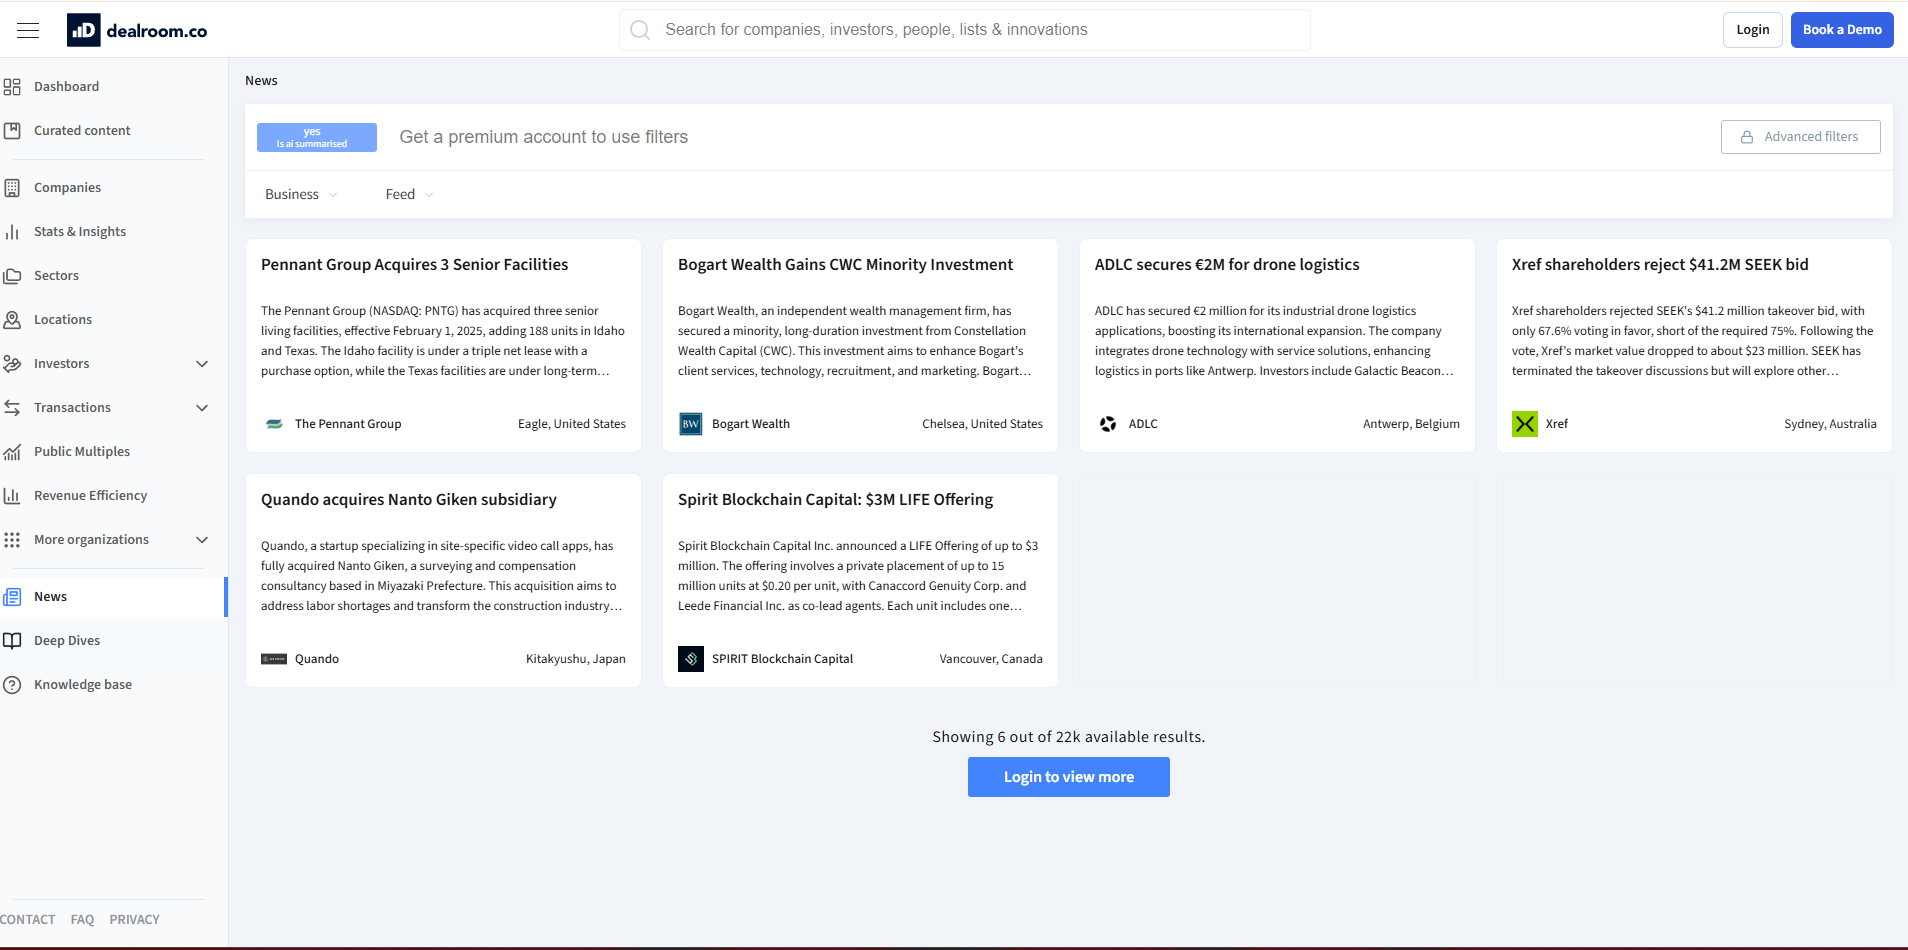 dealroom.co
Search for companies, investors, people, lists & innovations
Login
Book a Demo
Dashboard
Curated content
Companies
Stats & Insights
Sectors
Locations
Investors
Transactions
Public Multiples
Revenue Efficiency
More organizations
News
Deep Dives
Knowledge base
CONTACT FAQ PRIVACY
News
yes
Is ai summarised
Get a premium account to use filters
Advanced filters
Business
Feed
Pennant Group Acquires 3 Senior Facilities
The Pennant Group (NASDAQ: PNTG) has acquired three senior
living facilities, effective February 1, 2025, adding 188 units in Idaho
and Texas. The Idaho facility is under a triple net lease with a
purchase option, while the Texas facilities are under long-term…
The Pennant Group
Eagle, United States
Bogart Wealth Gains CWC Minority Investment
Bogart Wealth, an independent wealth management firm, has
secured a minority, long-duration investment from Constellation
Wealth Capital (CWC). This investment aims to enhance Bogart's
client services, technology, recruitment, and marketing. Bogart…
BW
Bogart Wealth
Chelsea, United States
ADLC secures €2M for drone logistics
ADLC has secured €2 million for its industrial drone logistics
applications, boosting its international expansion. The company
integrates drone technology with service solutions, enhancing
logistics in ports like Antwerp. Investors include Galactic Beacon…
ADLC
Antwerp, Belgium
Xref shareholders reject $41.2M SEEK bid
Xref shareholders rejected SEEK's $41.2 million takeover bid, with
only 67.6% voting in favor, short of the required 75%. Following the
vote, Xref's market value dropped to about $23 million. SEEK has
terminated the takeover discussions but will explore other…
Xref
Sydney, Australia
Quando acquires Nanto Giken subsidiary
Quando, a startup specializing in site-specific video call apps, has
fully acquired Nanto Giken, a surveying and compensation
consultancy based in Miyazaki Prefecture. This acquisition aims to
address labor shortages and transform the construction industry…
Quando
Kitakyushu, Japan
Spirit Blockchain Capital: $3M LIFE Offering
Spirit Blockchain Capital Inc. announced a LIFE Offering of up to $3
million. The offering involves a private placement of up to 15
million units at $0.20 per unit, with Canaccord Genuity Corp. and
Leede Financial Inc. as co-lead agents. Each unit includes one…
SPIRIT Blockchain Capital
Vancouver, Canada
Showing 6 out of 22k available results.
Login to view more